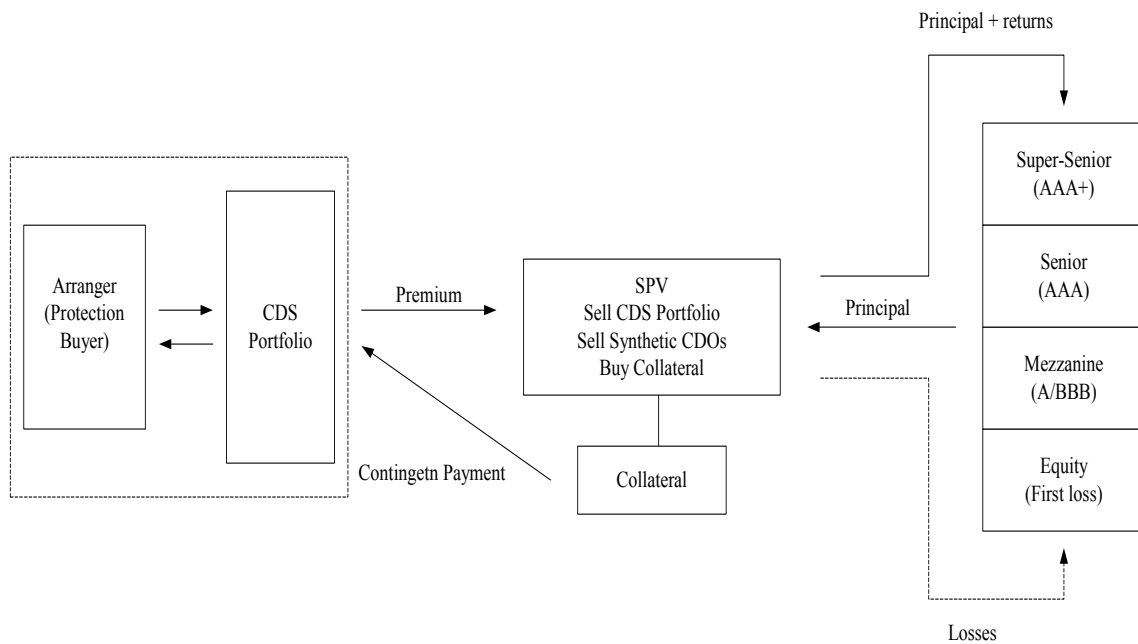 Principal + returns
Super-Senior
(AAA+)
Senior
(AAA)
Mezzanine
(A/BBB)
Equity
(First loss)
Arranger
(Protection
Buyer)
CDS
Portfolio
Premium
SPV
Sell CDS Portfolio
Sell Synthetic CDOs
Buy Collateral
Principal
Contingetn Payment
Collateral
Losses